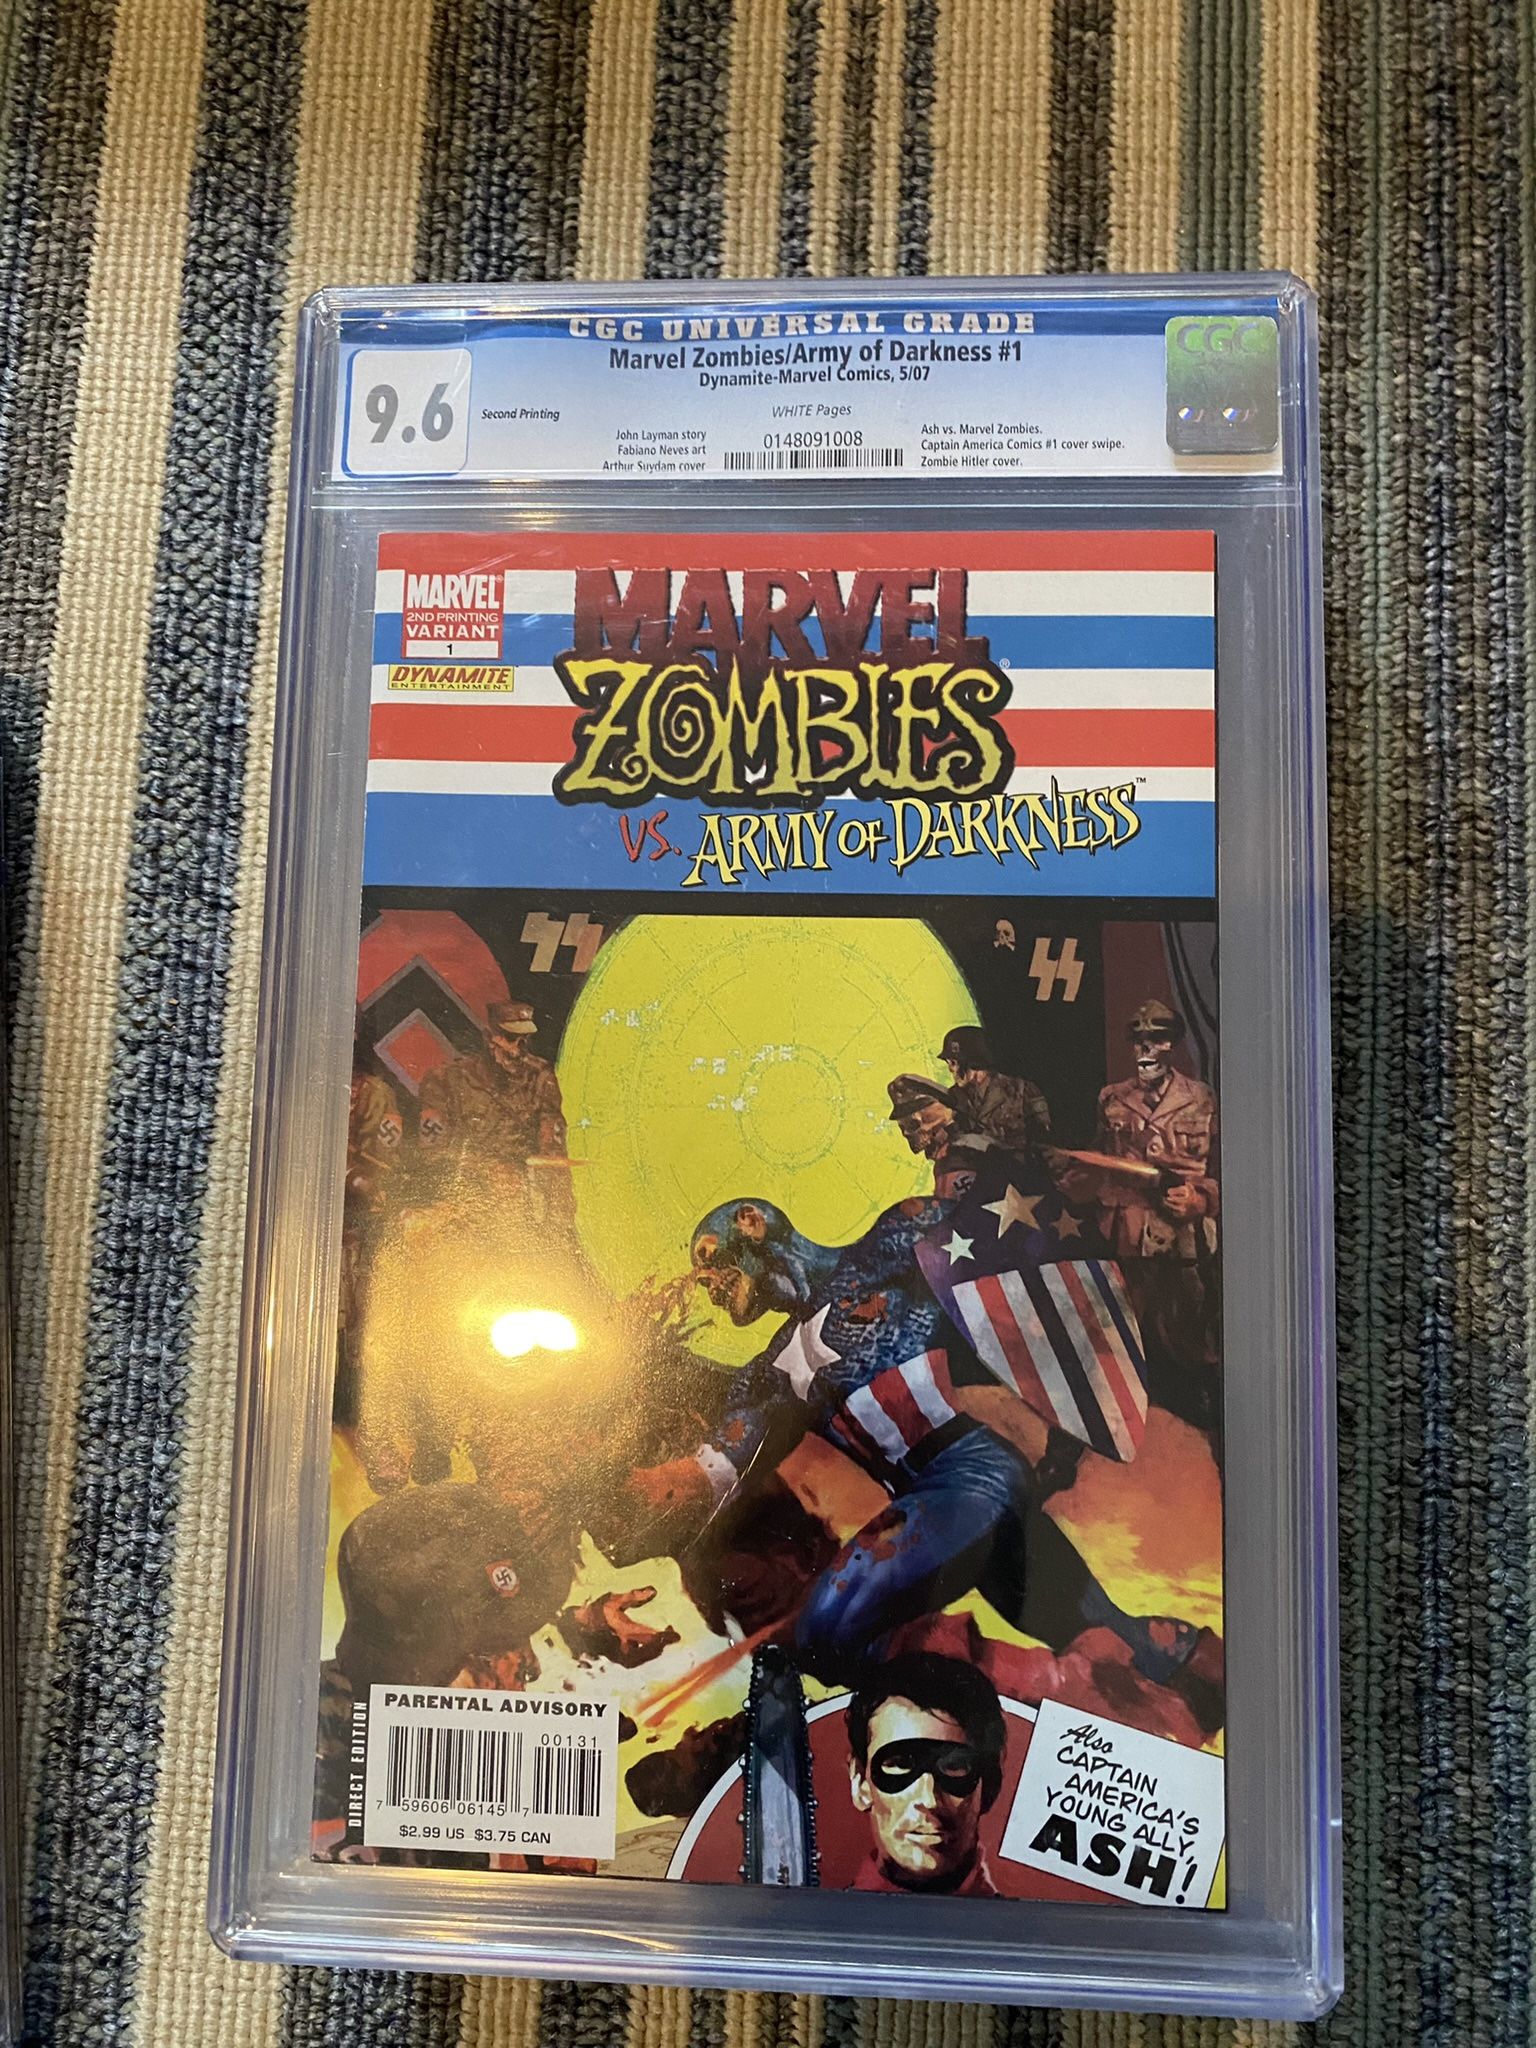 CGC UNIVERSAL GRADE
Marvel Zombies/Army of Darkness #1
Dynamite-Marvel Comics, 5/07
9.6
Second Printing
WHITE Pages
John Layman story
Fabiano Neves art
Arthur Suydam cover
0148091008
Ash vs. Marvel Zombies.
Captain America Comics #1 cover swipe.
Zombie Hitler cover.
CGC
MARVEL®
2ND PRINTING
VARIANT
1
DYNAMITE
ENTERTAINMENT
MARVEL
ZOMBIES®
VS. ARMY OF DARKNESS™
SS
SS
DIRECT EDITION
PARENTAL ADVISORY
00131
7 59606 06145 7
$2.99 US $3.75 CAN
Also
CAPTAIN
AMERICA'S
YOUNG ALLY,
ASH!